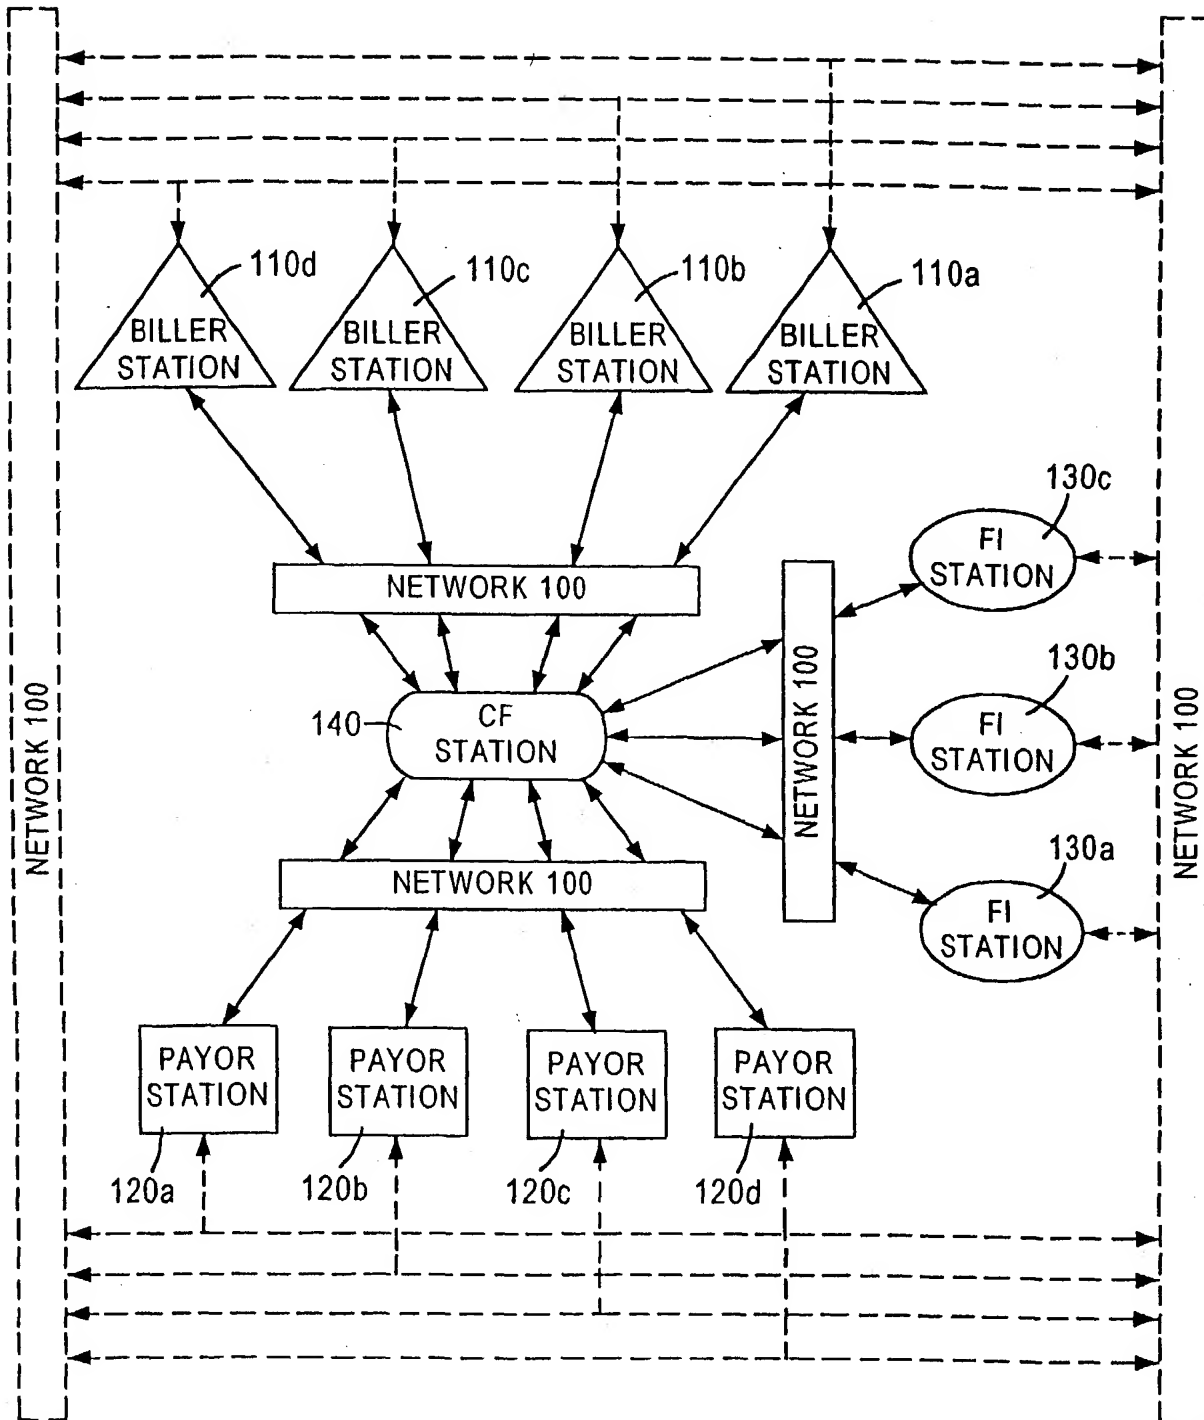 110d
110c
110b
110a
BILLER
STATION
BILLER
STATION
BILLER
STATION
BILLER
STATION
130c
FI
STATION
NETWORK 100
130b
FI
STATION
NETWORK 100
140
CF
STATION
NETWORK 100
NETWORK 100
NETWORK 100
130a
FI
STATION
NETWORK 100
PAYOR
STATION
PAYOR
STATION
PAYOR
STATION
PAYOR
STATION
120a
120b
120c
120d